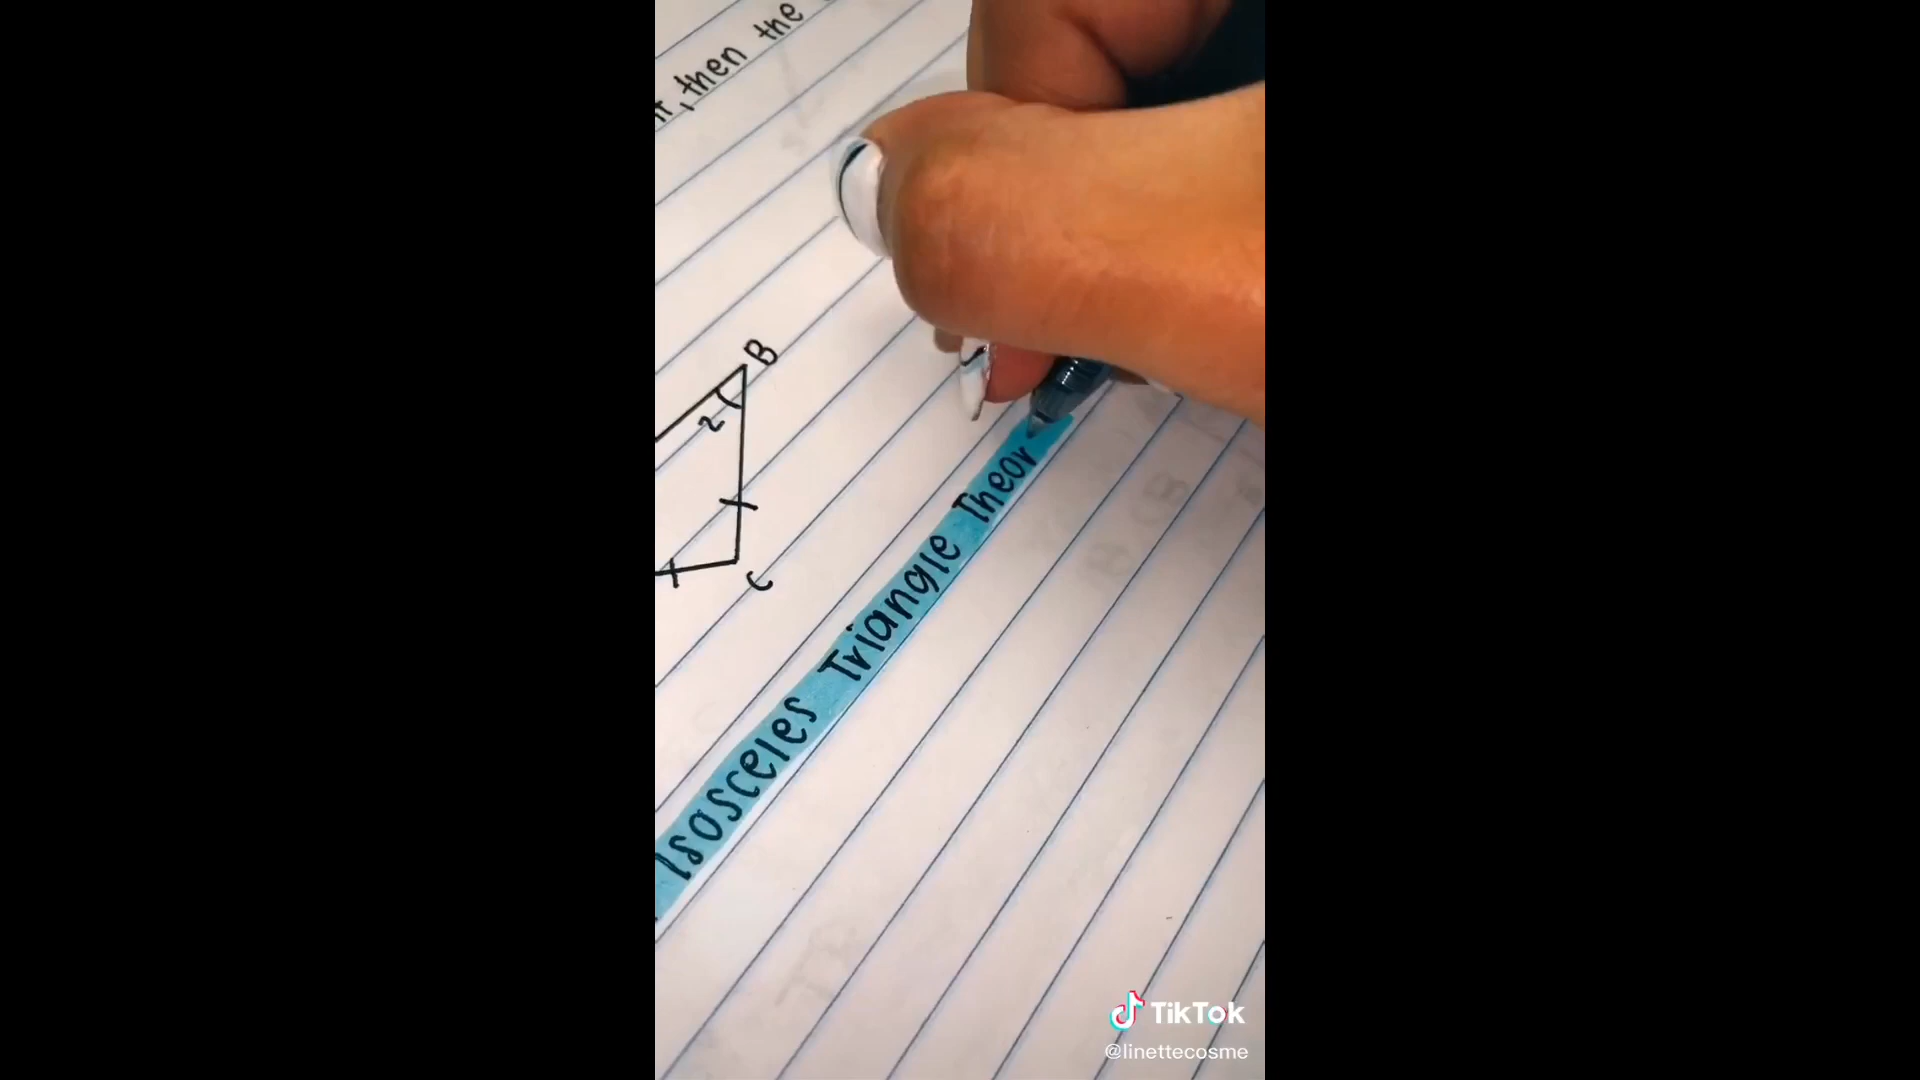 then the
B
2
C
Isosceles Triangle Theor
TikTok
@linettecosme